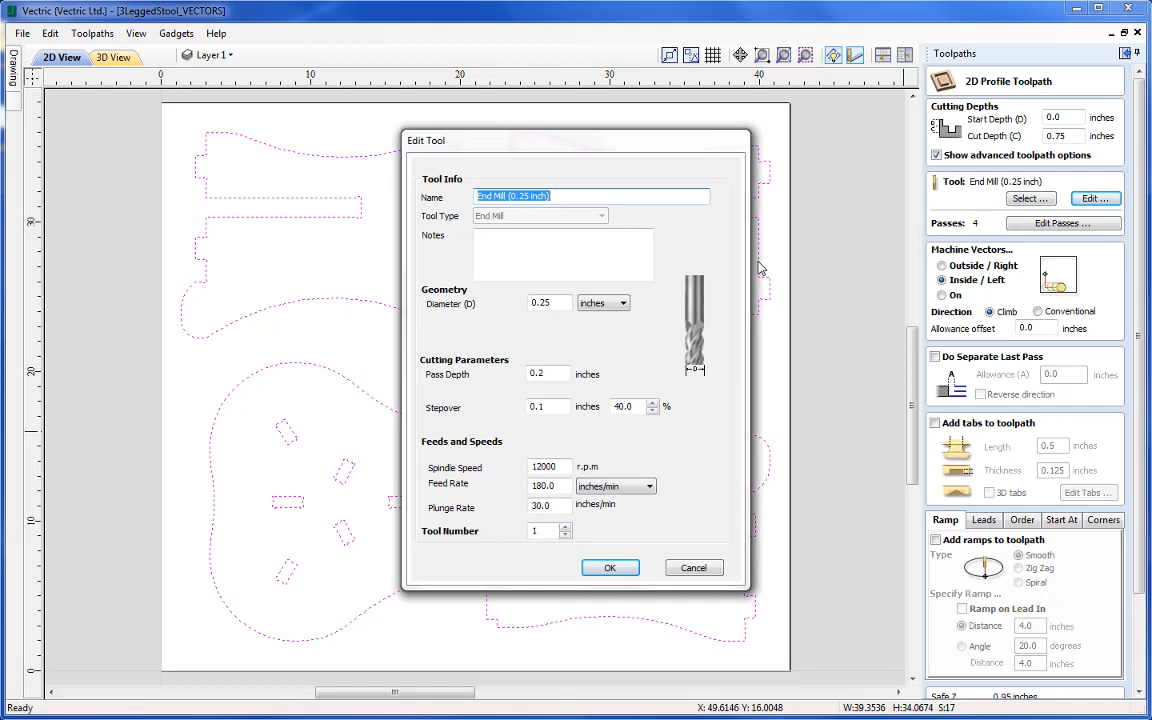 Vectric {Vectric Ltd.} - [3LeggedStool_VECTORS]
File Edit Toolpaths View Gadgets Help
Drawing
2D View 3D View Layer 1
0 10 20 30 40
30
20
10
0
Edit Tool
Tool Info
Name End Mill (0.25 inch)
Tool Type End Mill
Notes
Geometry
Diameter (D) 0.25 inches
D
Cutting Parameters
Pass Depth 0.2 inches
Stepover 0.1 inches 40.0 %
Feeds and Speeds
Spindle Speed 12000 r.p.m
Feed Rate 180.0 inches/min
Plunge Rate 30.0 inches/min
Tool Number 1
OK Cancel
Toolpaths
2D Profile Toolpath
Cutting Depths
Start Depth (D) 0.0 inches
Cut Depth (C) 0.75 inches
Show advanced toolpath options
Tool: End Mill (0.25 inch)
Select ... Edit ...
Passes: 4 Edit Passes ...
Machine Vectors...
Outside / Right
Inside / Left
On
Direction Climb Conventional
Allowance offset 0.0 inches
Do Separate Last Pass
A Allowance (A) 0.0 inches
Reverse direction
Add tabs to toolpath
Length 0.5 inches
Thickness 0.125 inches
3D tabs Edit Tabs ...
Ramp Leads Order Start At Corners
Add ramps to toolpath
Type Smooth
Zig Zag
Spiral
Specify Ramp ...
Ramp on Lead In
Distance 4.0 inches
Angle 20.0 degrees
Distance 4.0 inches
Safe Z 0.95 inches
Ready X: 49.6146 Y: 16.0048 W:39.3536 H:34.0674 S:17